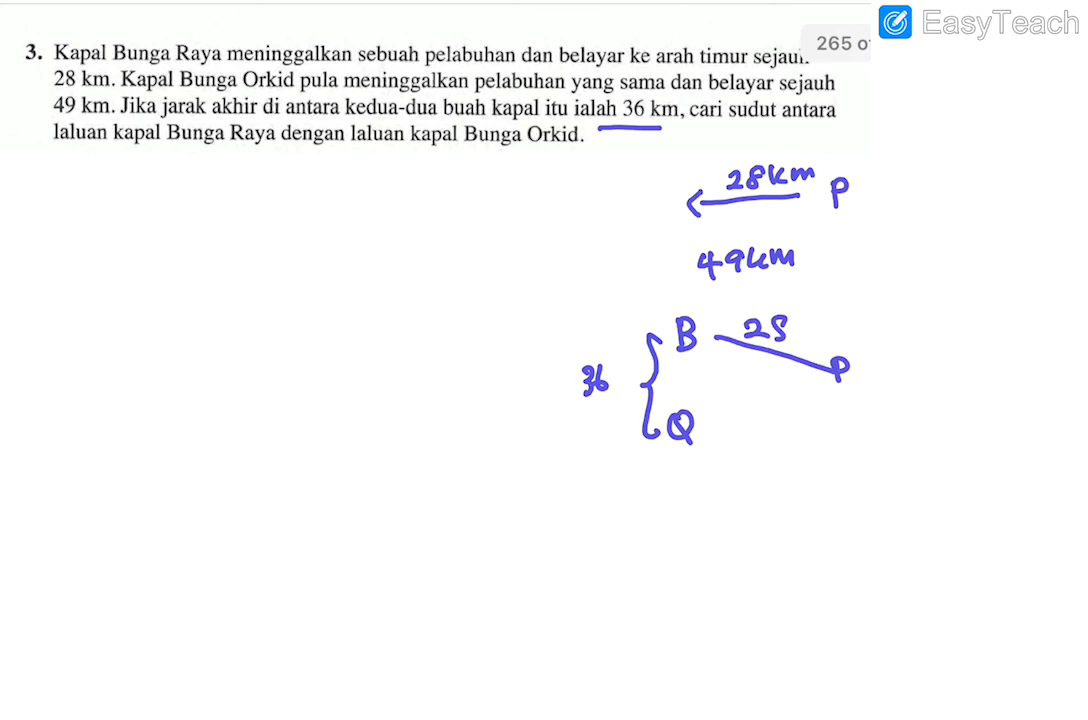 EasyTeach
265 o
3. Kapal Bunga Raya meninggalkan sebuah pelabuhan dan belayar ke arah timur
28 km. Kapal Bunga Orkid pula meninggalkan pelabuhan yang sama dan belayar sejauh
49 km. Jika jarak akhir di antara kedua-dua buah kapal itu ialah 36 km, cari sudut antara
laluan kapal Bunga Raya dengan laluan kapal Bunga Orkid.
28km P
49km
B 28
36 P
Q